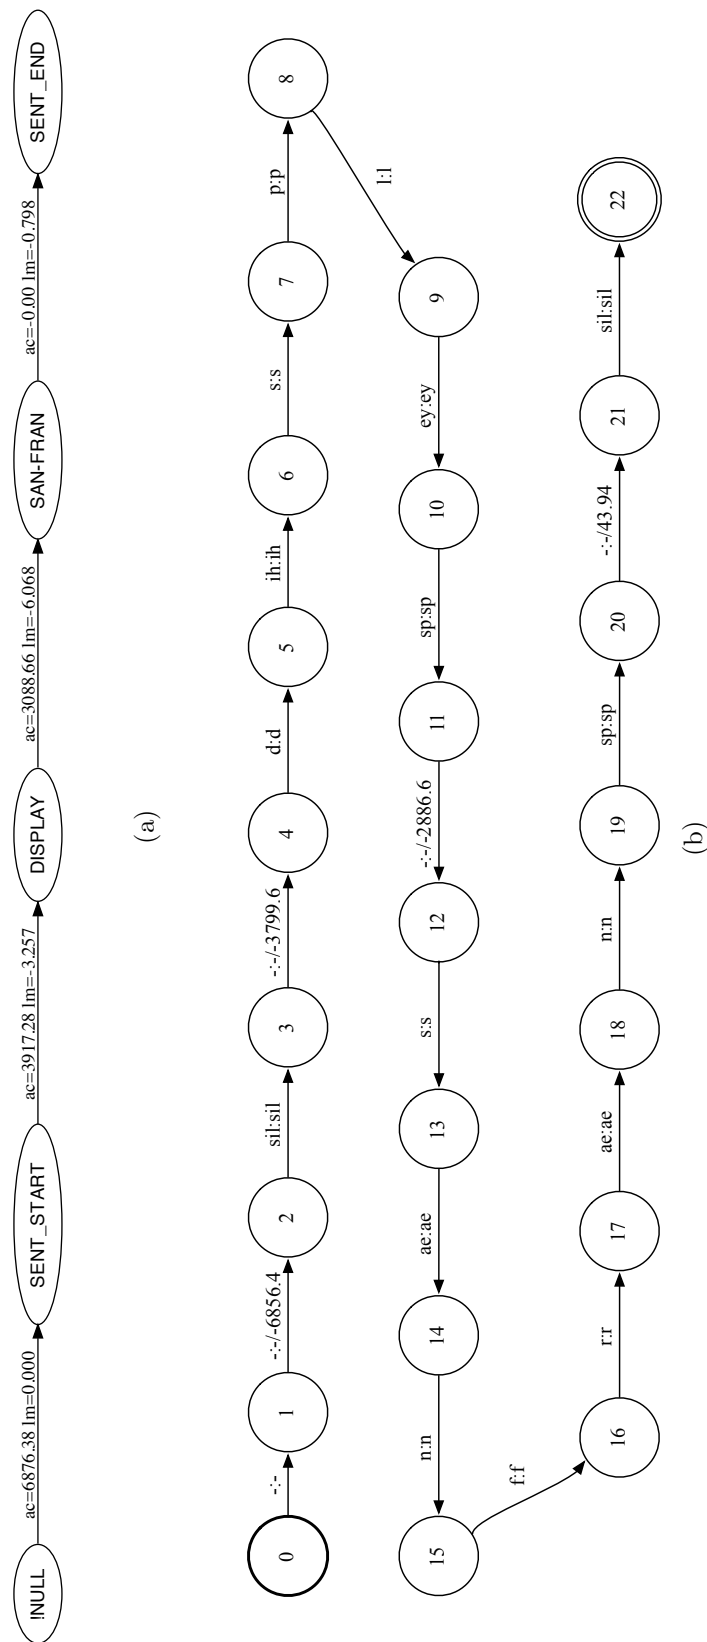 !NULL
ac=6876.38 lm=0.000
SENT_START
ac=3917.28 lm=-3.257
DISPLAY
ac=3088.66 lm=-6.068
SAN-FRAN
ac=-0.00 lm=-0.798
SENT_END
(a)
0
-:-
1
-:-/-6856.4
2
sil:sil
3
-:-/-3799.6
4
d:d
5
ih:ih
6
s:s
7
p:p
8
l:l
9
ey:ey
10
sp:sp
11
-:-/-2886.6
12
s:s
13
ae:ae
14
n:n
15
f:f
16
r:r
17
ae:ae
18
n:n
19
sp:sp
20
-:-/43.94
21
sil:sil
22
(b)